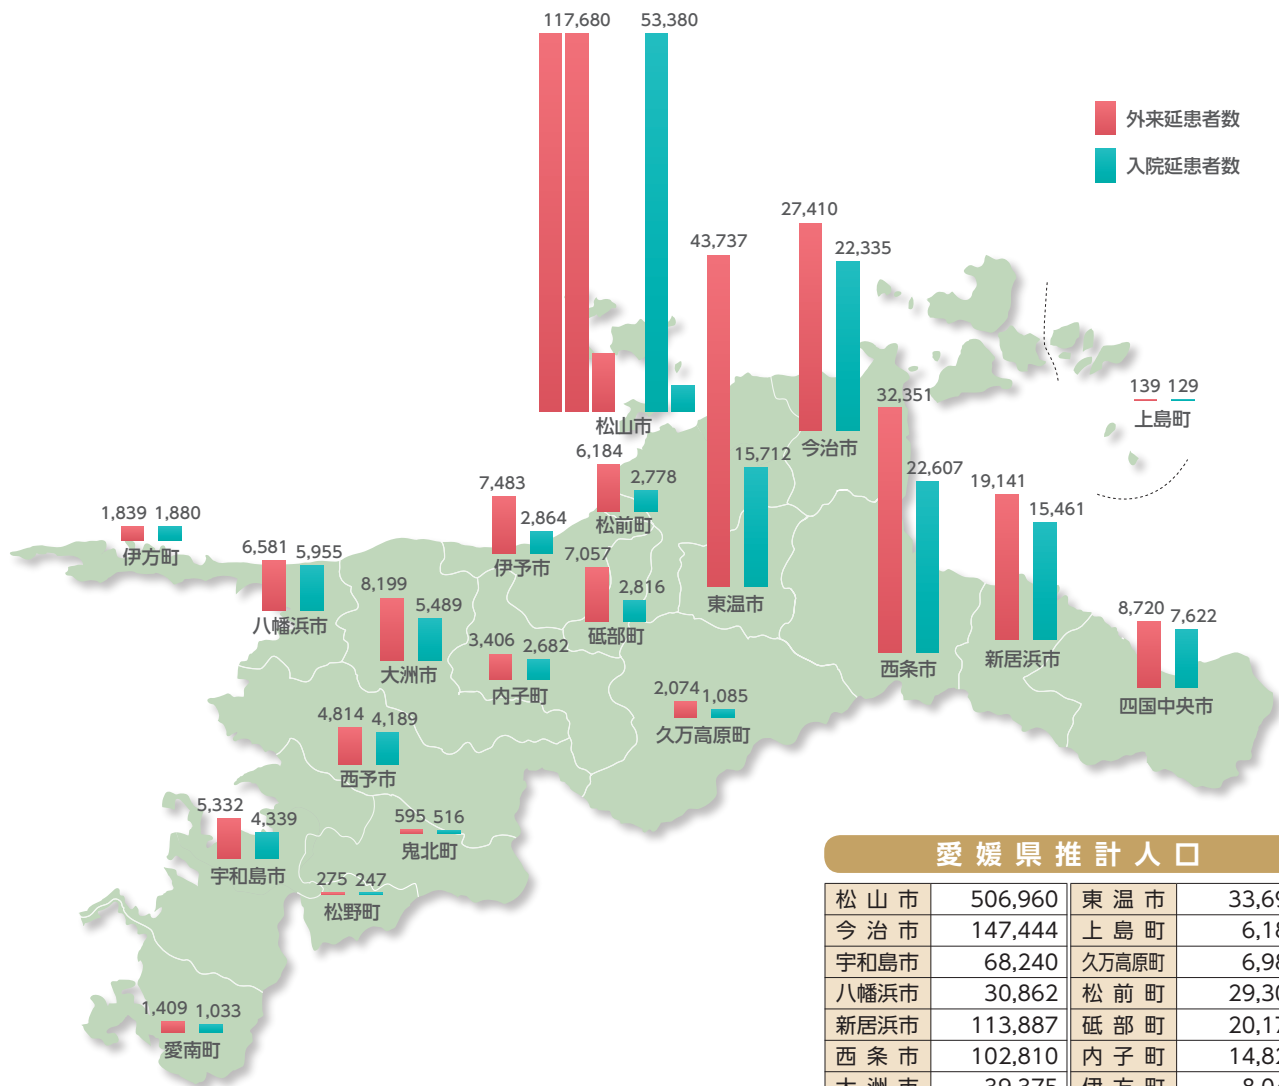 117,680 53,380
外来延患者数
入院延患者数
松山市
43,737 15,712
東温市
27,410 22,335
今治市
32,351 22,607
西条市
19,141 15,461
新居浜市
139 129
上島町
8,720 7,622
四国中央市
6,184 2,778
松前町
7,483 2,864
伊予市
7,057 2,816
砥部町
1,839 1,880
伊方町
6,581 5,955
八幡浜市
8,199 5,489
大洲市
3,406 2,682
内子町
2,074 1,085
久万高原町
4,814 4,189
西予市
5,332 4,339
宇和島市
595 516
鬼北町
275 247
松野町
1,409 1,033
愛南町
愛媛県推計人口
松山市 506,960 東温市
今治市 147,444 上島町
宇和島市 68,240 久万高原町
八幡浜市 30,862 松前町
新居浜市 113,887 砥部町
西条市 102,810 内子町
大洲市 39,375 伊方町